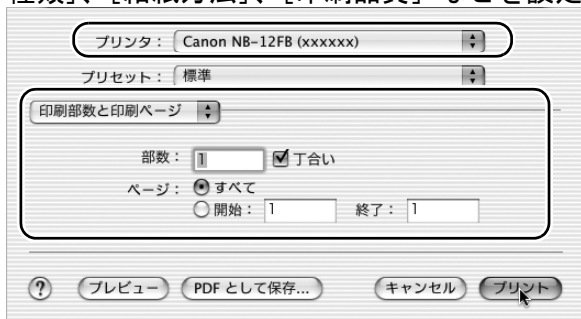 プリンタ： Canon NB-12FB (xxxxxx)
プリセット： 標準
印刷部数と印刷ページ
部数： 1 丁合い
ページ： すべて
開始： 1 終了： 1
? プレビュー PDF として保存... キャンセル プリント